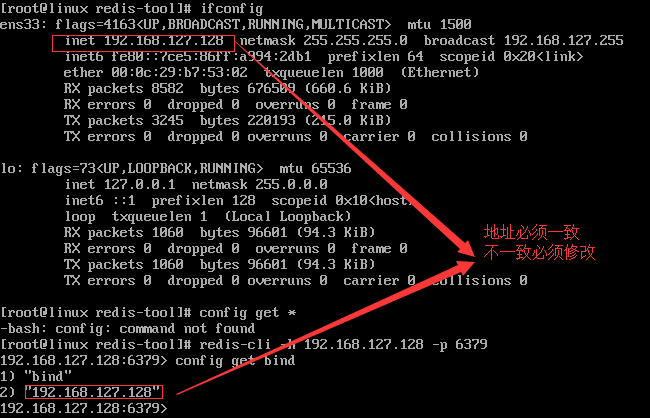 [root@linux redis-tool]# ifconfig
ens33: flags=4163<UP,BROADCAST,RUNNING,MULTICAST>  mtu 1500
inet 192.168.127.128  netmask 255.255.255.0  broadcast 192.168.127.255
inet6 fe80::7ce5:86ff:a994:2db1  prefixlen 64  scopeid 0x20<link>
ether 00:0c:29:b7:53:02  txqueuelen 1000  (Ethernet)
RX packets 8582  bytes 676509 (660.6 KiB)
RX errors 0  dropped 0  overruns 0  frame 0
TX packets 3245  bytes 220193 (215.0 KiB)
TX errors 0  dropped 0 overruns 0  carrier 0  collisions 0
lo: flags=73<UP,LOOPBACK,RUNNING>  mtu 65536
inet 127.0.0.1  netmask 255.0.0.0
inet6 ::1  prefixlen 128  scopeid 0x10<host>
loop  txqueuelen 1  (Local Loopback)
RX packets 1060  bytes 96601 (94.3 KiB)
RX errors 0  dropped 0  overruns 0  frame 0
TX packets 1060  bytes 96601 (94.3 KiB)
TX errors 0  dropped 0 overruns 0  carrier 0  collisions 0
地址必须一致
不一致必须修改
[root@linux redis-tool]# config get *
-bash: config: command not found
[root@linux redis-tool]# redis-cli -h 192.168.127.128 -p 6379
192.168.127.128:6379> config get bind
1) "bind"
2) "192.168.127.128"
192.168.127.128:6379>